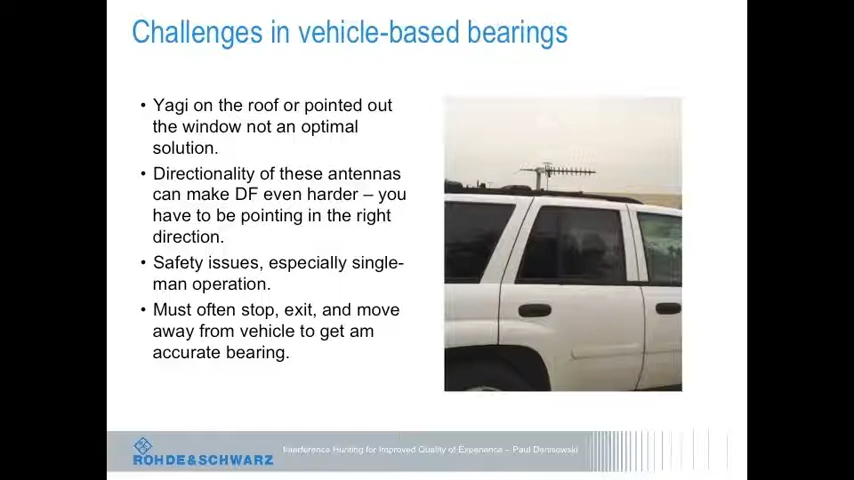 Challenges in vehicle-based bearings
• Yagi on the roof or pointed out
the window not an optimal
solution.
• Directionality of these antennas
can make DF even harder – you
have to be pointing in the right
direction.
• Safety issues, especially single-
man operation.
• Must often stop, exit, and move
away from vehicle to get am
accurate bearing.
ROHDE&SCHWARZ
Interference Hunting for Improved Quality of Experience – Paul Denisowski